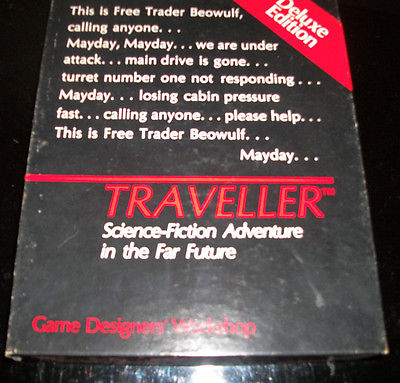 This is Free Trader Beowulf,
calling anyone. . .
Mayday, Mayday. . . we are under
attack. . . main drive is gone. . .
turret number one not responding. . .
Mayday. . . losing cabin pressure
fast. . . calling anyone. . . please help. . .
This is Free Trader Beowulf. . .
Mayday. . .
Deluxe
Edition
TRAVELLER™
Science-Fiction Adventure
in the Far Future
Game Designers' Workshop